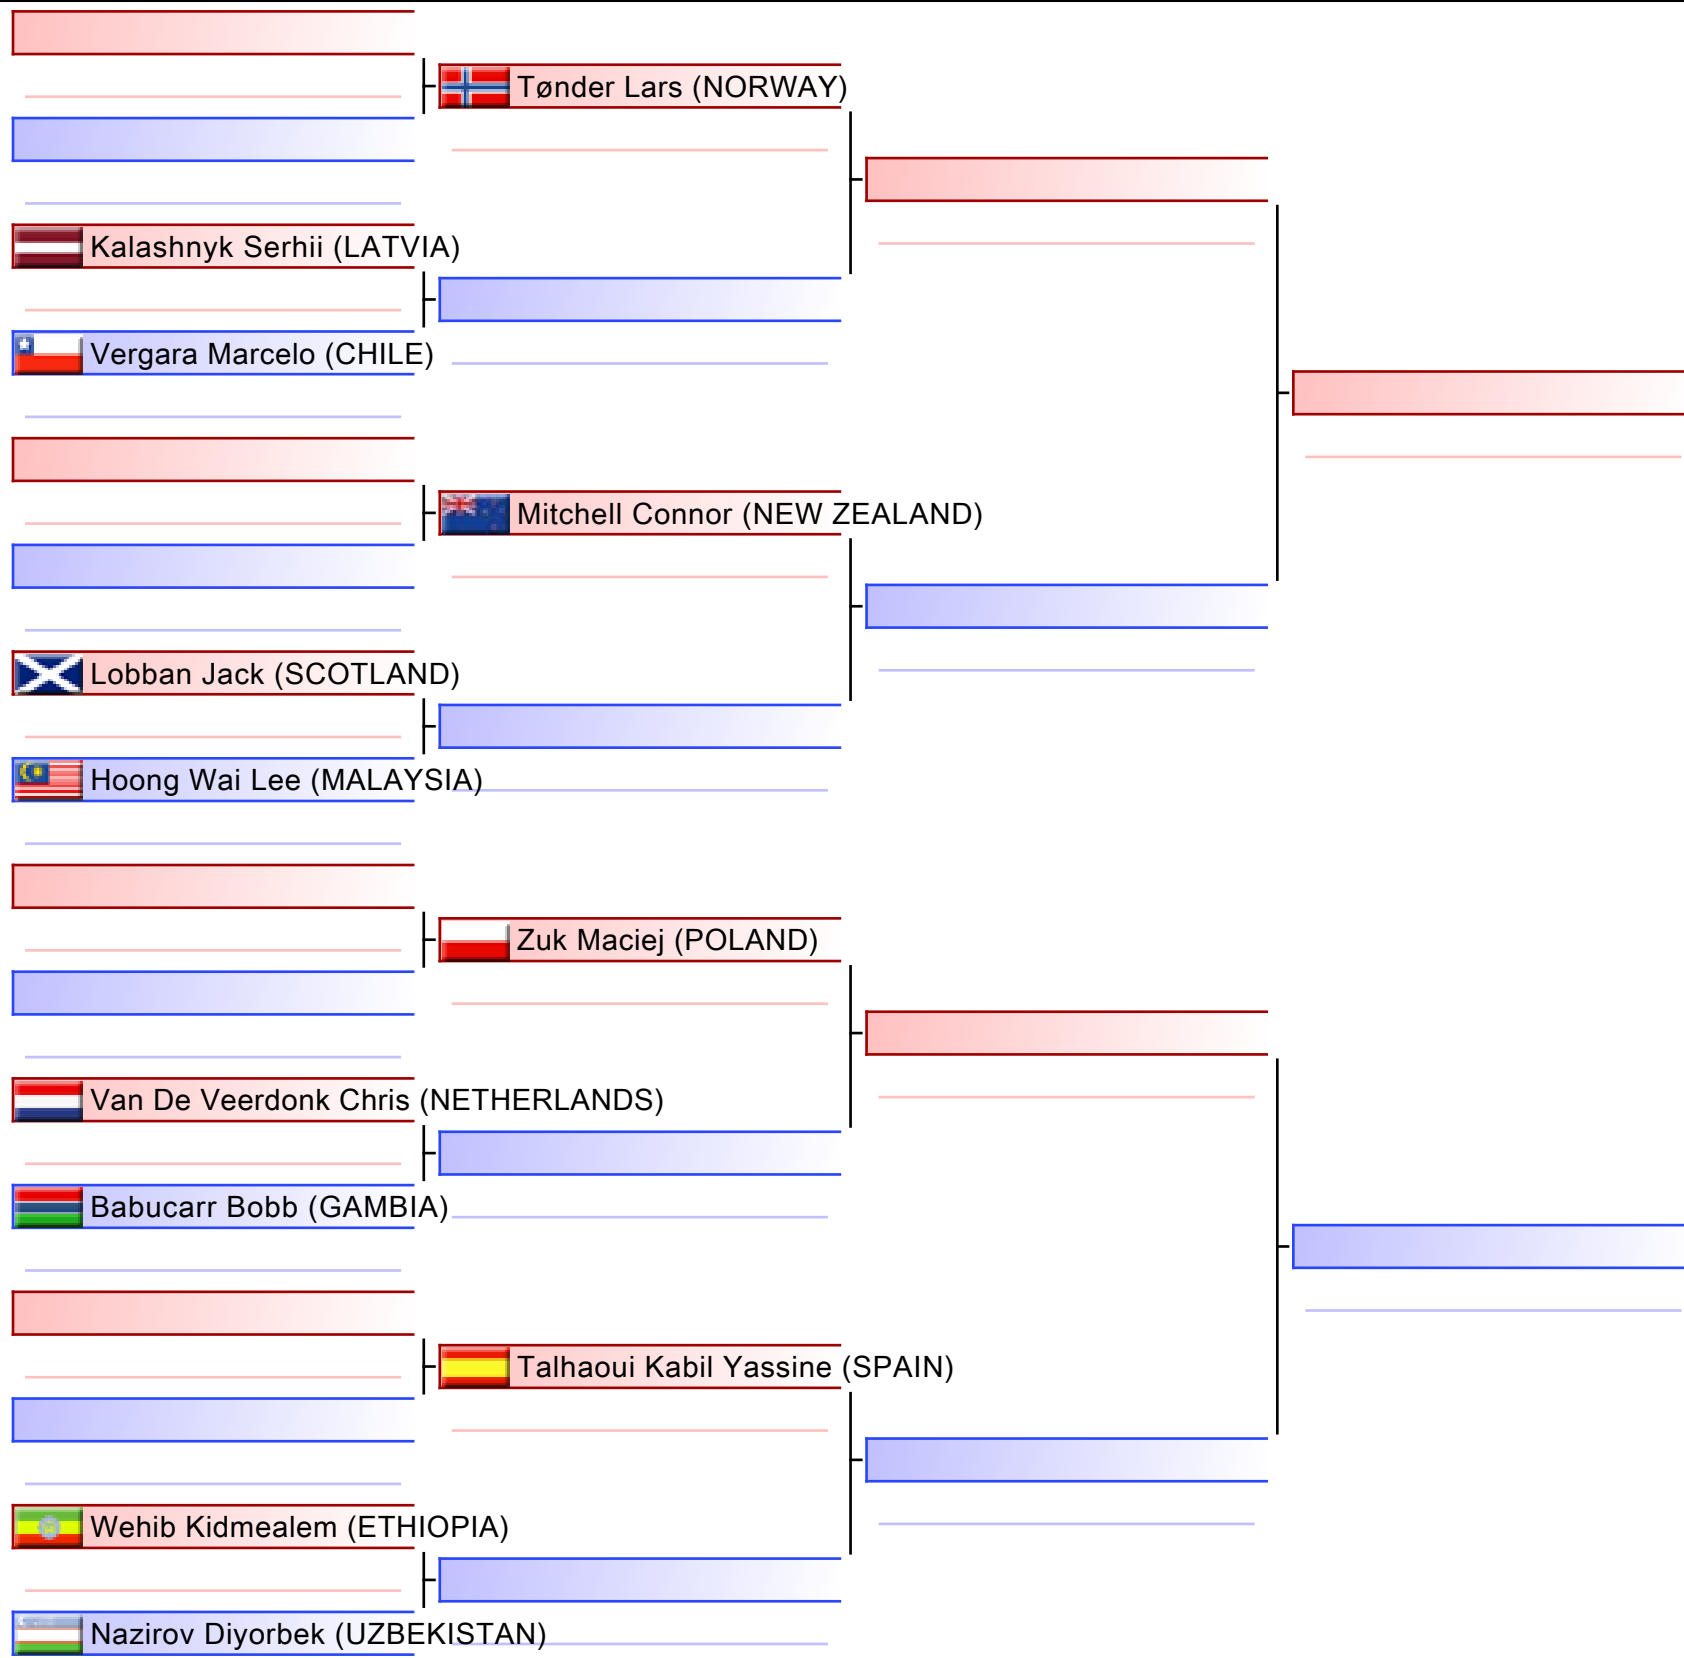 Tønder Lars (NORWAY)
Kalashnyk Serhii (LATVIA)
Vergara Marcelo (CHILE)
Mitchell Connor (NEW ZEALAND)
Lobban Jack (SCOTLAND)
Hoong Wai Lee (MALAYSIA)
Zuk Maciej (POLAND)
Van De Veerdonk Chris (NETHERLANDS)
Babucarr Bobb (GAMBIA)
Talhaoui Kabil Yassine (SPAIN)
Wehib Kidmealem (ETHIOPIA)
Nazirov Diyorbek (UZBEKISTAN)